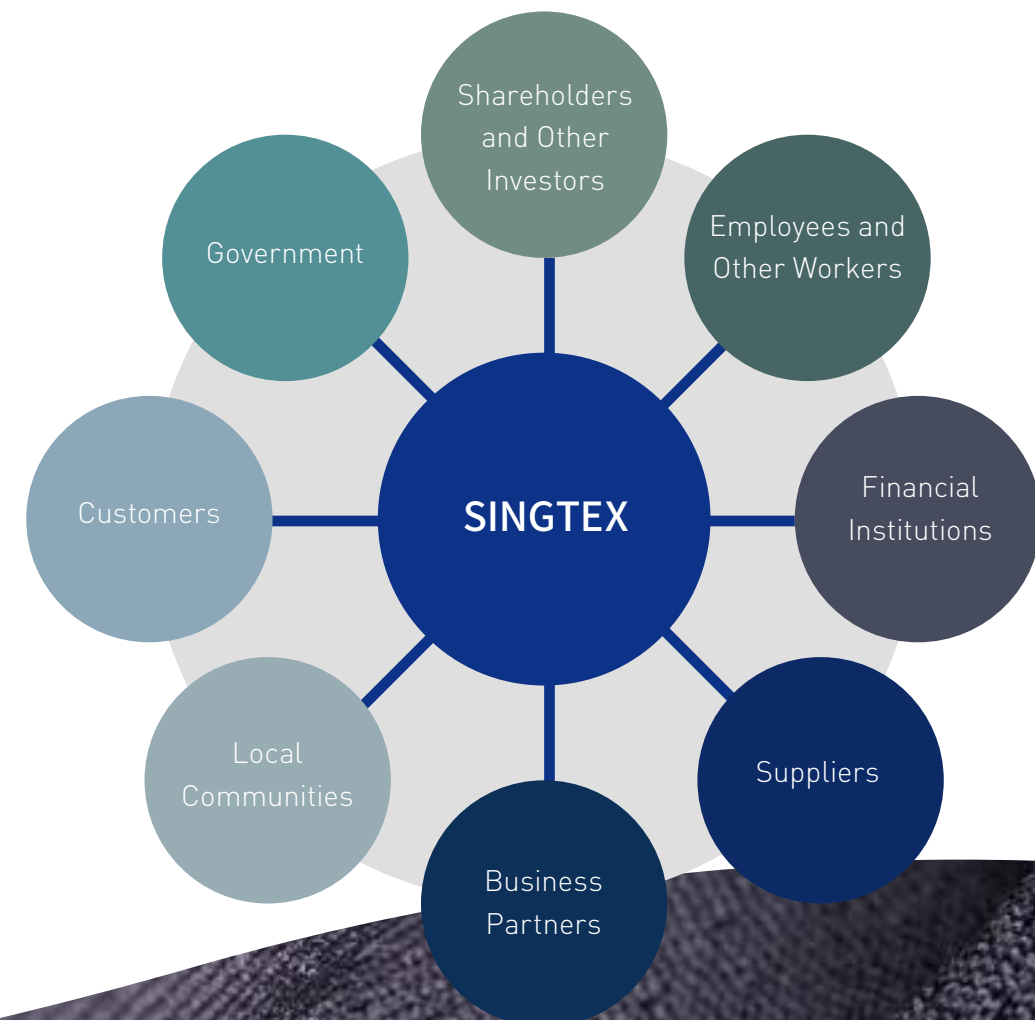 Shareholders
and Other
Investors
Government
Employees and
Other Workers
Customers
SINGTEX
Financial
Institutions
Local
Communities
Suppliers
Business
Partners